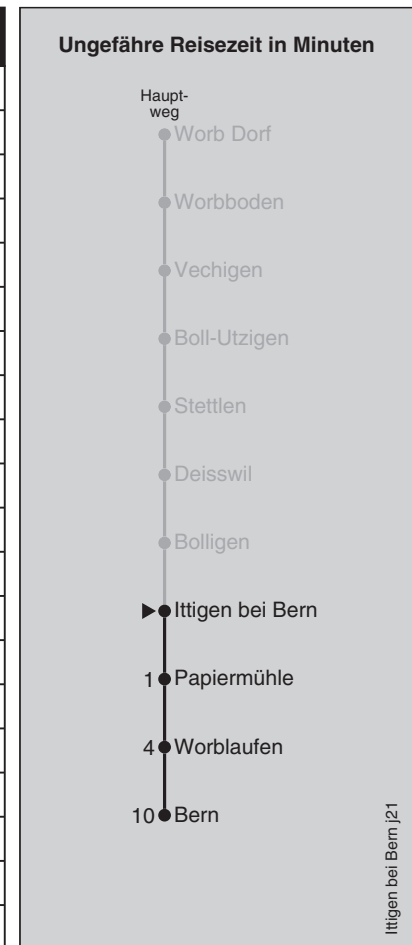 Ungefähre Reisezeit in Minuten
Haupt-
weg
Worb Dorf
Worbboden
Vechigen
Boll-Utzigen
Stettlen
Deisswil
Bolligen
Ittigen bei Bern
1 Papiermühle
4 Worblaufen
10 Bern
Ittigen bei Bern j21